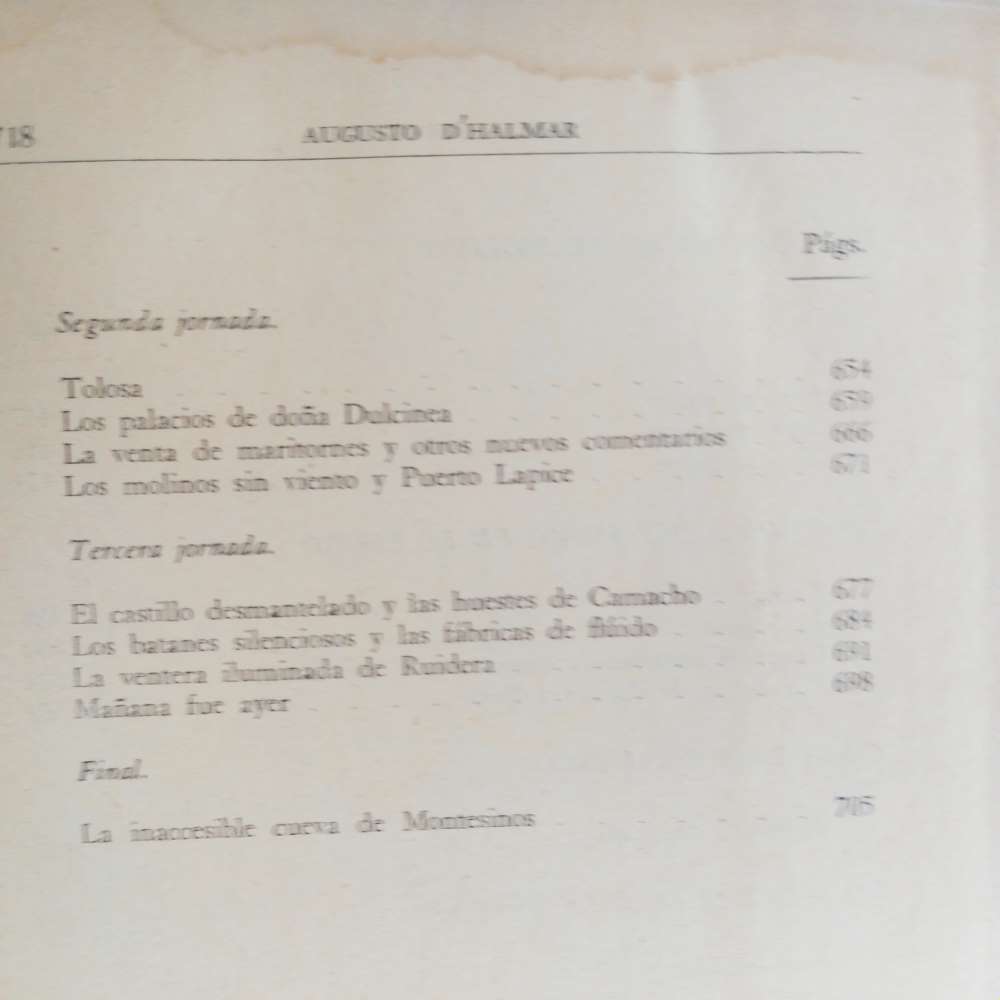 718 AUGUSTO D'HALMAR
Págs.
Segunda jornada.
Tolosa 654
Los palacios de doña Dulcinea 659
La venta de maritornes y otros nuevos comentarios 666
Los molinos sin viento y Puerto Lapice 671
Tercera jornada.
El castillo desmantelado y las huestes de Camacho 677
Los batanes silenciosos y las fábricas de flúido 684
La ventera iluminada de Ruidera 691
Mañana fue ayer 698
Final.
La inaccesible cueva de Montesinos